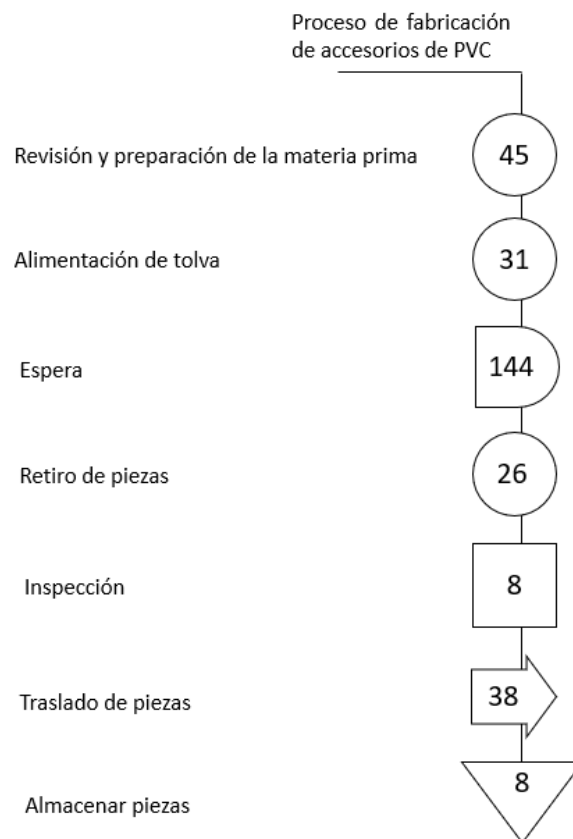 Proceso de fabricación
de accesorios de PVC
Revisión y preparación de la materia prima
45
Alimentación de tolva
31
Espera
144
Retiro de piezas
26
Inspección
8
Traslado de piezas
38
Almacenar piezas
8